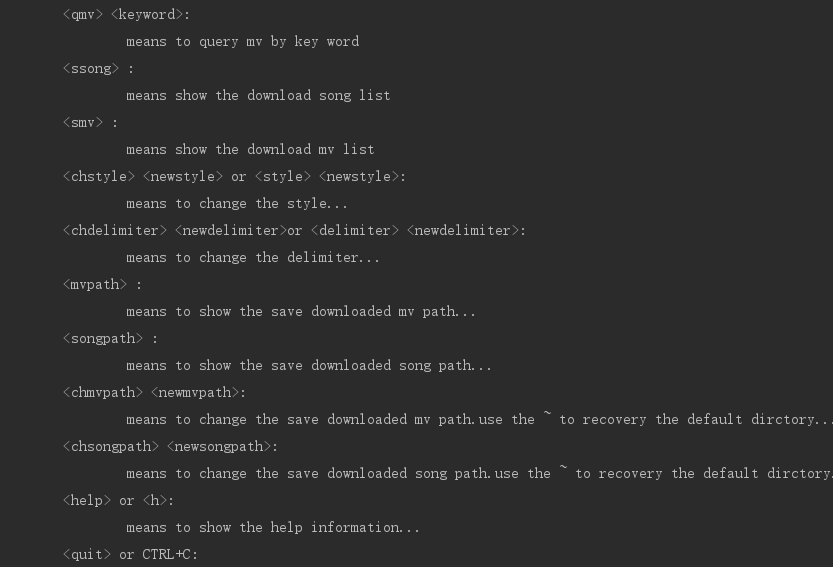 <qmv> <keyword>:
means to query mv by key word
<ssong> :
means show the download song list
<smv> :
means show the download mv list
<chstyle> <newstyle> or <style> <newstyle>:
means to change the style...
<chdelimiter> <newdelimiter>or <delimiter> <newdelimiter>:
means to change the delimiter...
<mvpath> :
means to show the save downloaded mv path...
<songpath> :
means to show the save downloaded song path...
<chmvpath> <newmvpath>:
means to change the save downloaded mv path.use the ~ to recovery the default dirctory...
<chsongpath> <newsongpath>:
means to change the save downloaded song path.use the ~ to recovery the default dirctory.
<help> or <h>:
means to show the help information...
<quit> or CTRL+C: